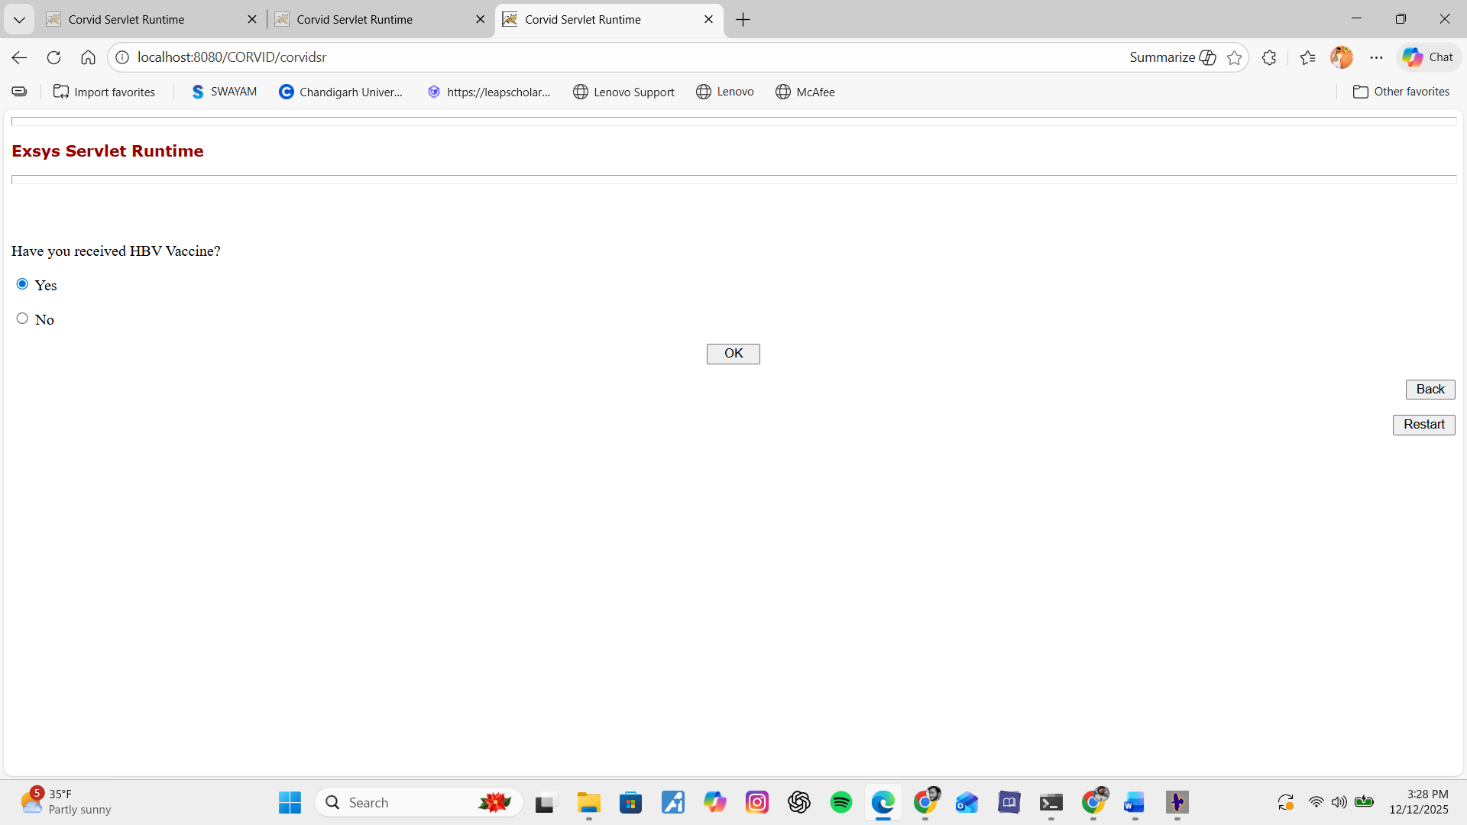 Corvid Servlet Runtime Corvid Servlet Runtime Corvid Servlet Runtime
localhost:8080/CORVID/corvidsr Summarize Chat
Import favorites SWAYAM Chandigarh Univer... https://leapscholar... Lenovo Support Lenovo McAfee Other favorites
Exsys Servlet Runtime
Have you received HBV Vaccine?
Yes
No
OK
Back
Restart
5 35°F Partly sunny
Search
3:28 PM
12/12/2025